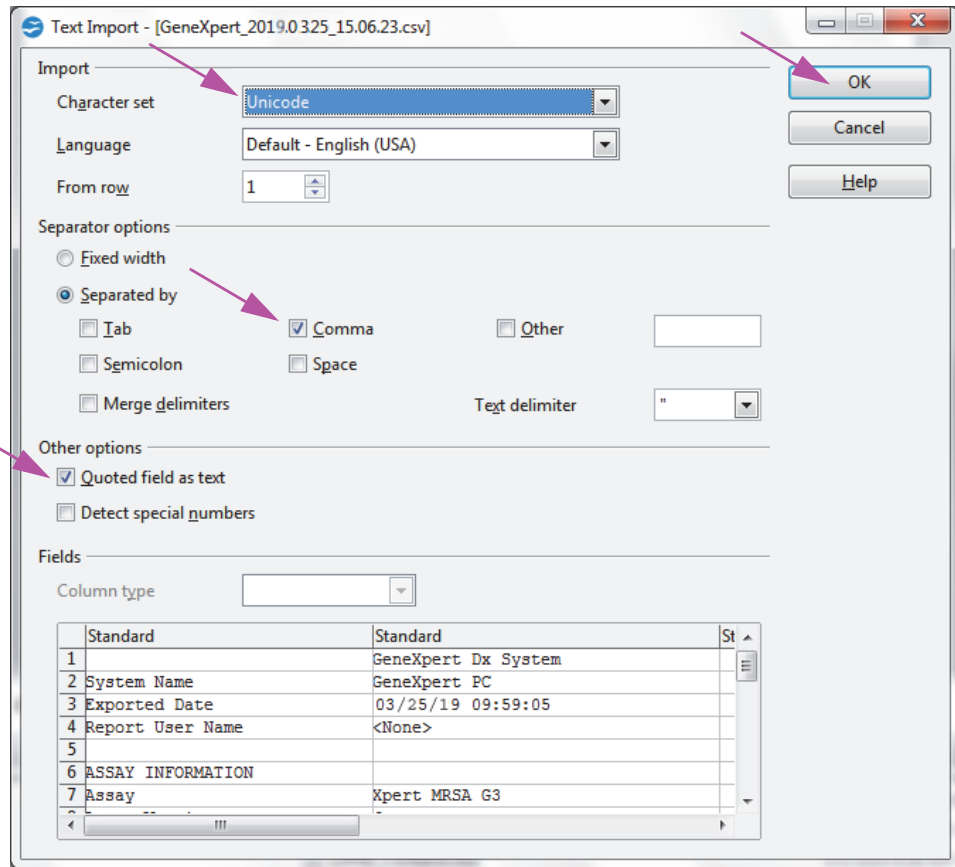 Text Import - [GeneXpert_2019.0325_15.06.23.csv]
Import
OK
Character set Unicode
Cancel
Language Default - English (USA)
From row 1
Help
Separator options
Fixed width
Separated by
Tab Comma Other
Semicolon Space
Merge delimiters Text delimiter "
Other options
Quoted field as text
Detect special numbers
Fields
Column type
Standard Standard St
1 GeneXpert Dx System
2 System Name GeneXpert PC
3 Exported Date 03/25/19 09:59:05
4 Report User Name <None>
5
6 ASSAY INFORMATION
7 Assay Xpert MRSA G3